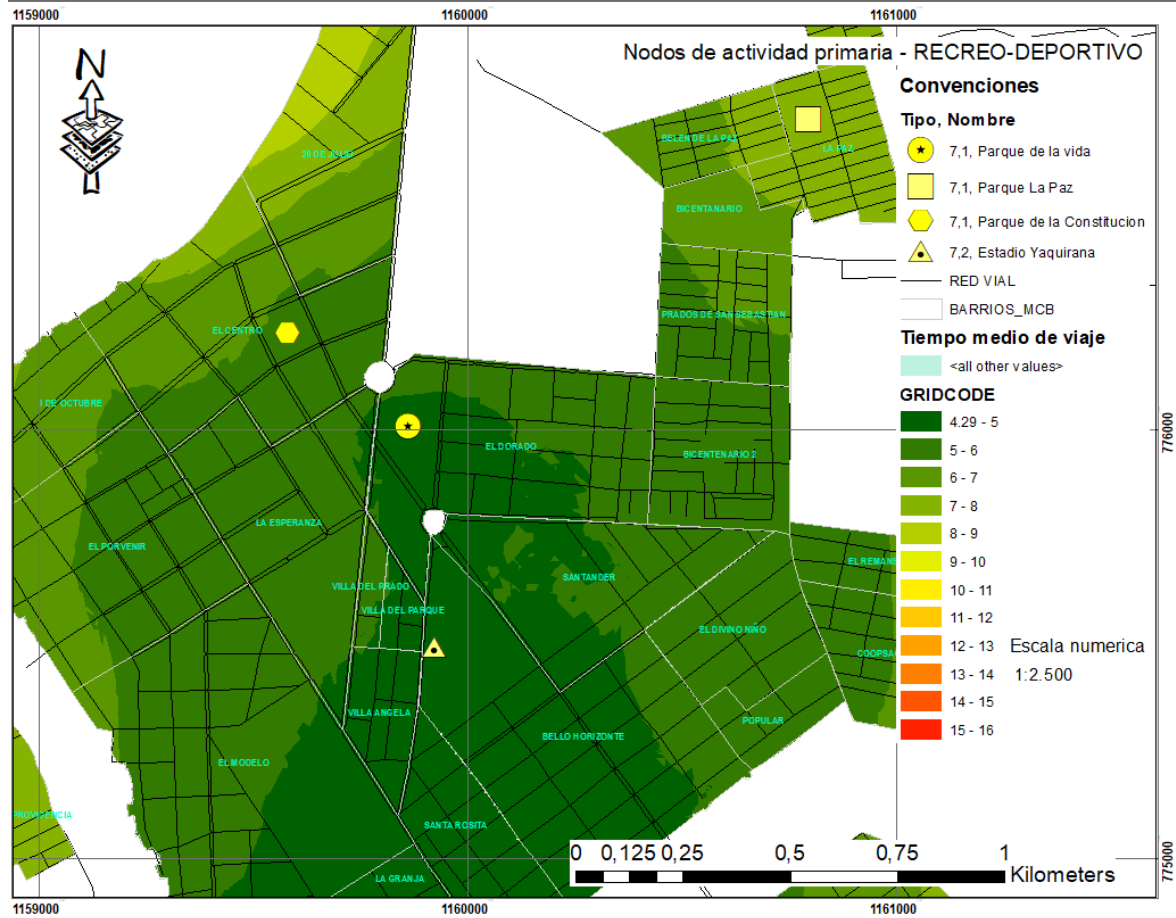 1159000
1160000
1161000
N
Nodos de actividad primaria - RECREO-DEPORTIVO
Convenciones
Tipo, Nombre
7,1, Parque de la vida
7,1, Parque La Paz
7,1, Parque de la Constitucion
7,2, Estadio Yaquirana
RED VIAL
BARRIOS_MCB
Tiempo medio de viaje
<all other values>
GRIDCODE
4.29 - 5
5 - 6
6 - 7
7 - 8
8 - 9
9 - 10
10 - 11
11 - 12
12 - 13
13 - 14
14 - 15
15 - 16
Escala numerica
1:2.500
BELEN DE LA PAZ
LA PAZ
20 DE JULIO
BICENTANARIO
PRADOS DE SAN SEBASTIAN
EL CENTRO
1 DE OCTUBRE
EL DORADO
BICENTENARIO 2
LA ESPERANZA
EL PORVENIR
EL REMANS
SANTANDER
VILLA DEL PRADO
VILLA DEL PARQUE
EL DIVINO NIÑO
COOPSA
VILLA ANGELA
POPULAR
BELLO HORIZONTE
EL MODELO
PROVIDENCIA
SANTA ROSITA
LA GRANJA
776000
775000
0 0,125 0,25 0,5 0,75 1
Kilometers
1159000
1160000
1161000